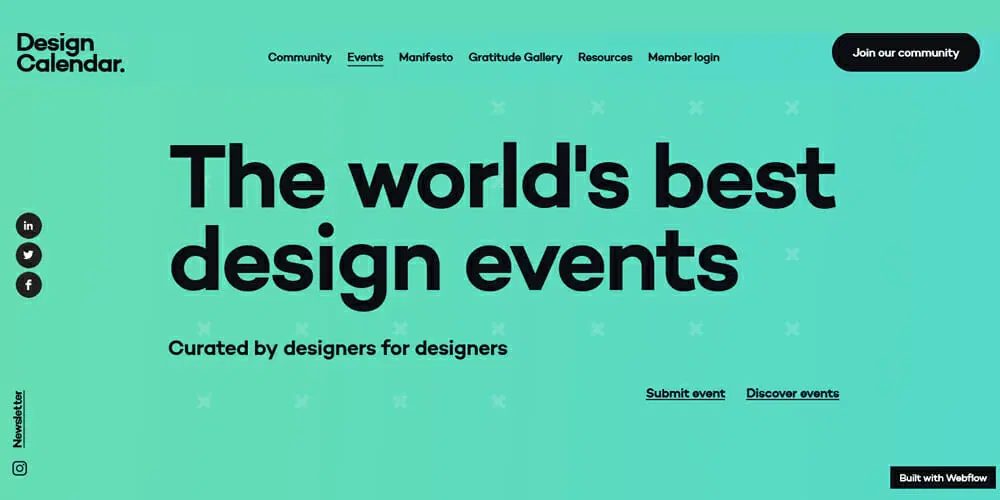 Design
Calendar.
Community Events Manifesto Gratitude Gallery Resources Member login
Join our community
The world's best
design events
Curated by designers for designers
Submit event Discover events
in
f
Newsletter
Built with Webflow